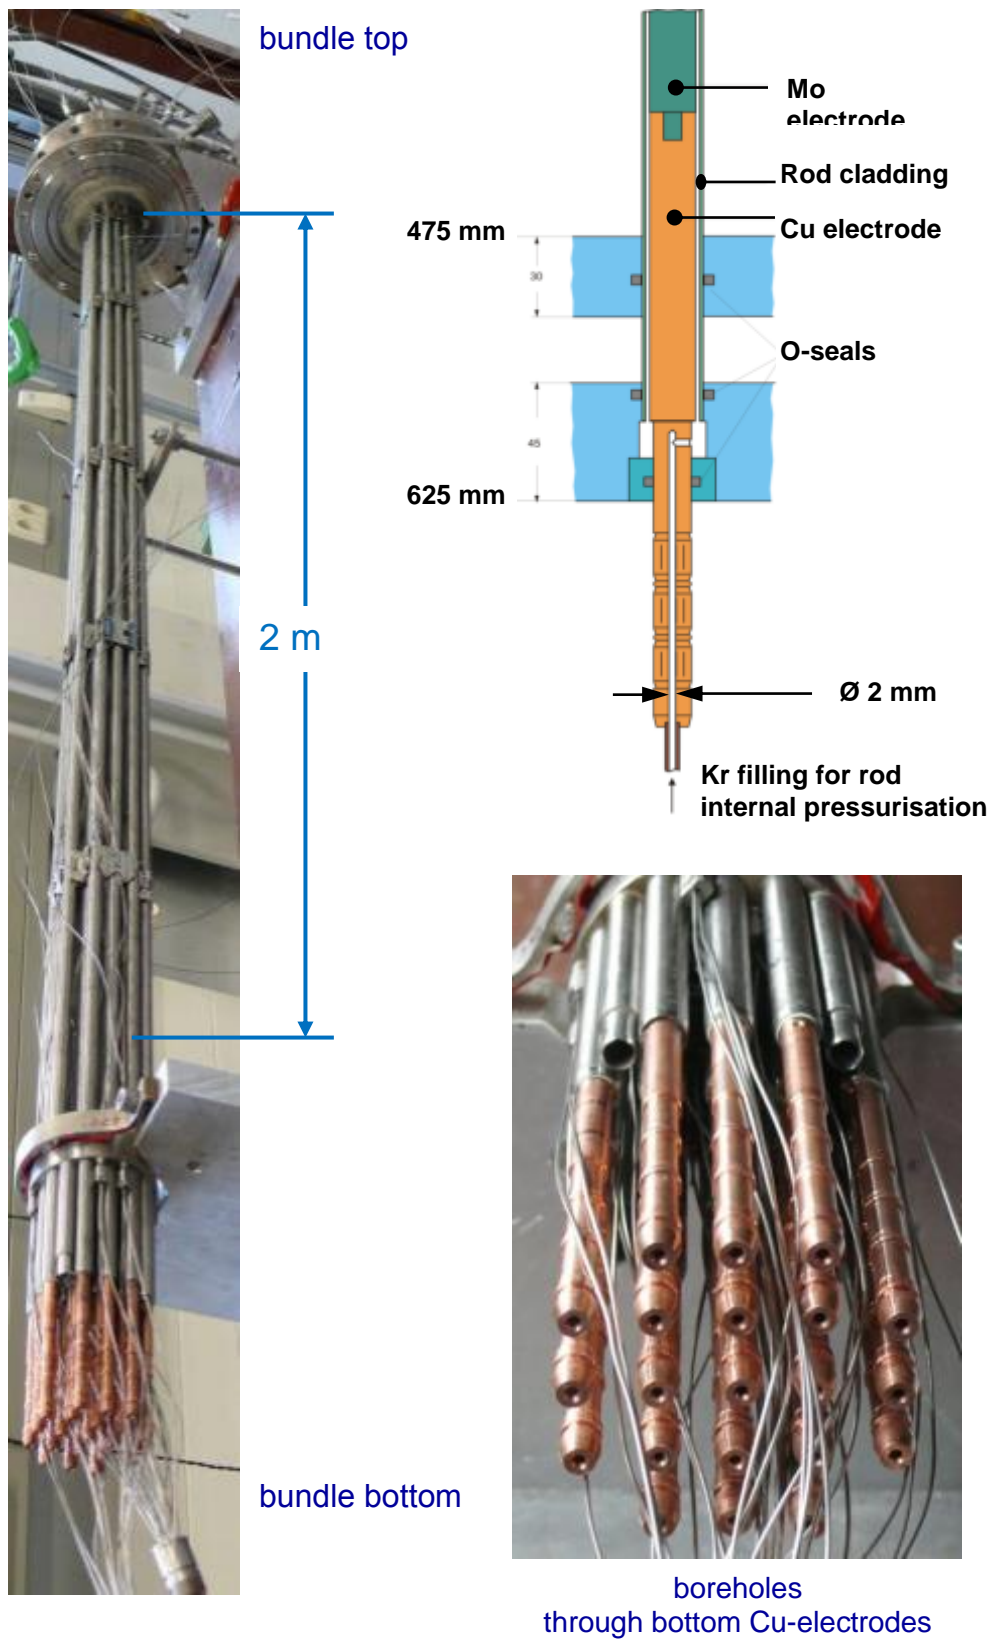 bundle top
Mo
electrode
Rod cladding
475 mm
Cu electrode
30
O-seals
45
625 mm
2 m
Ø 2 mm
Kr filling for rod
internal pressurisation
bundle bottom
boreholes
through bottom Cu-electrodes